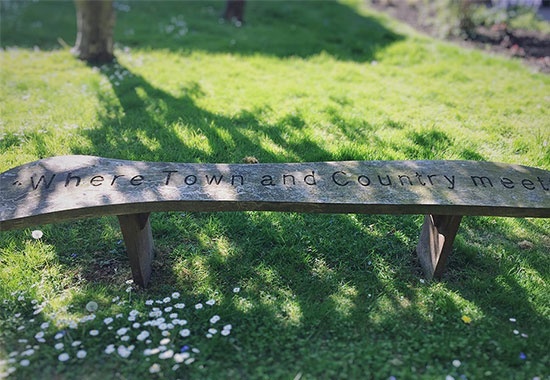 Where Town and Country meet